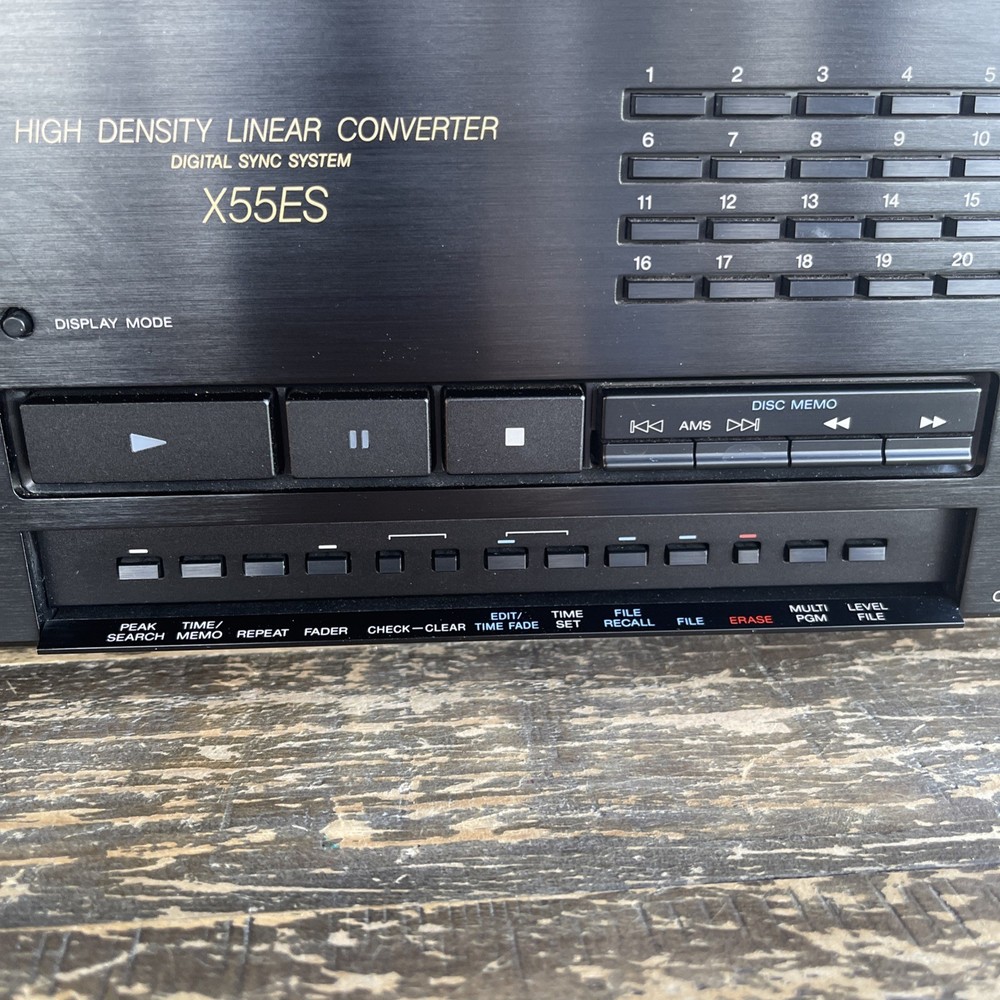 HIGH DENSITY LINEAR CONVERTER
DIGITAL SYNC SYSTEM
X55ES
1 2 3 4 5
6 7 8 9 10
11 12 13 14 15
16 17 18 19 20
DISPLAY MODE
DISC MEMO
AMS
PEAK SEARCH
TIME/ MEMO
REPEAT
FADER
CHECK—CLEAR
EDIT/ TIME FADE
TIME SET
FILE RECALL
FILE
ERASE
MULTI PGM
LEVEL FILE